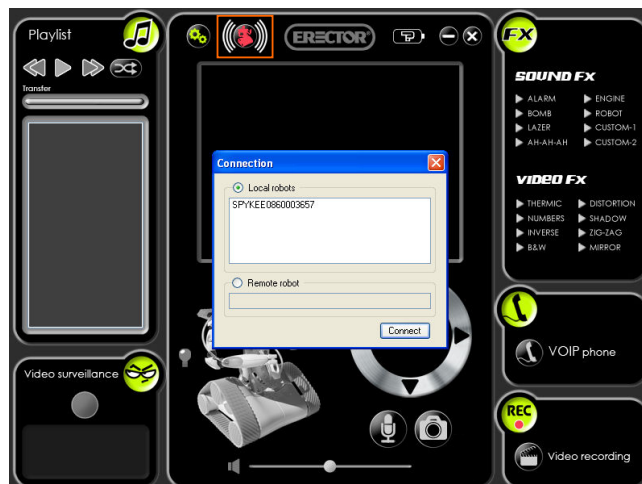 Playlist
Transfer
ERECTOR
FX
SOUND FX
ALARM
ENGINE
BOMB
ROBOT
LAZER
CUSTOM-1
AH-AH-AH
CUSTOM-2
VIDEO FX
THERMIC
DISTORTION
NUMBERS
SHADOW
INVERSE
ZIG-ZAG
B&W
MIRROR
Connection
Local robots
SPYKEE0860003657
Remote robot
Connect
Video surveillance
VOIP phone
REC
Video recording